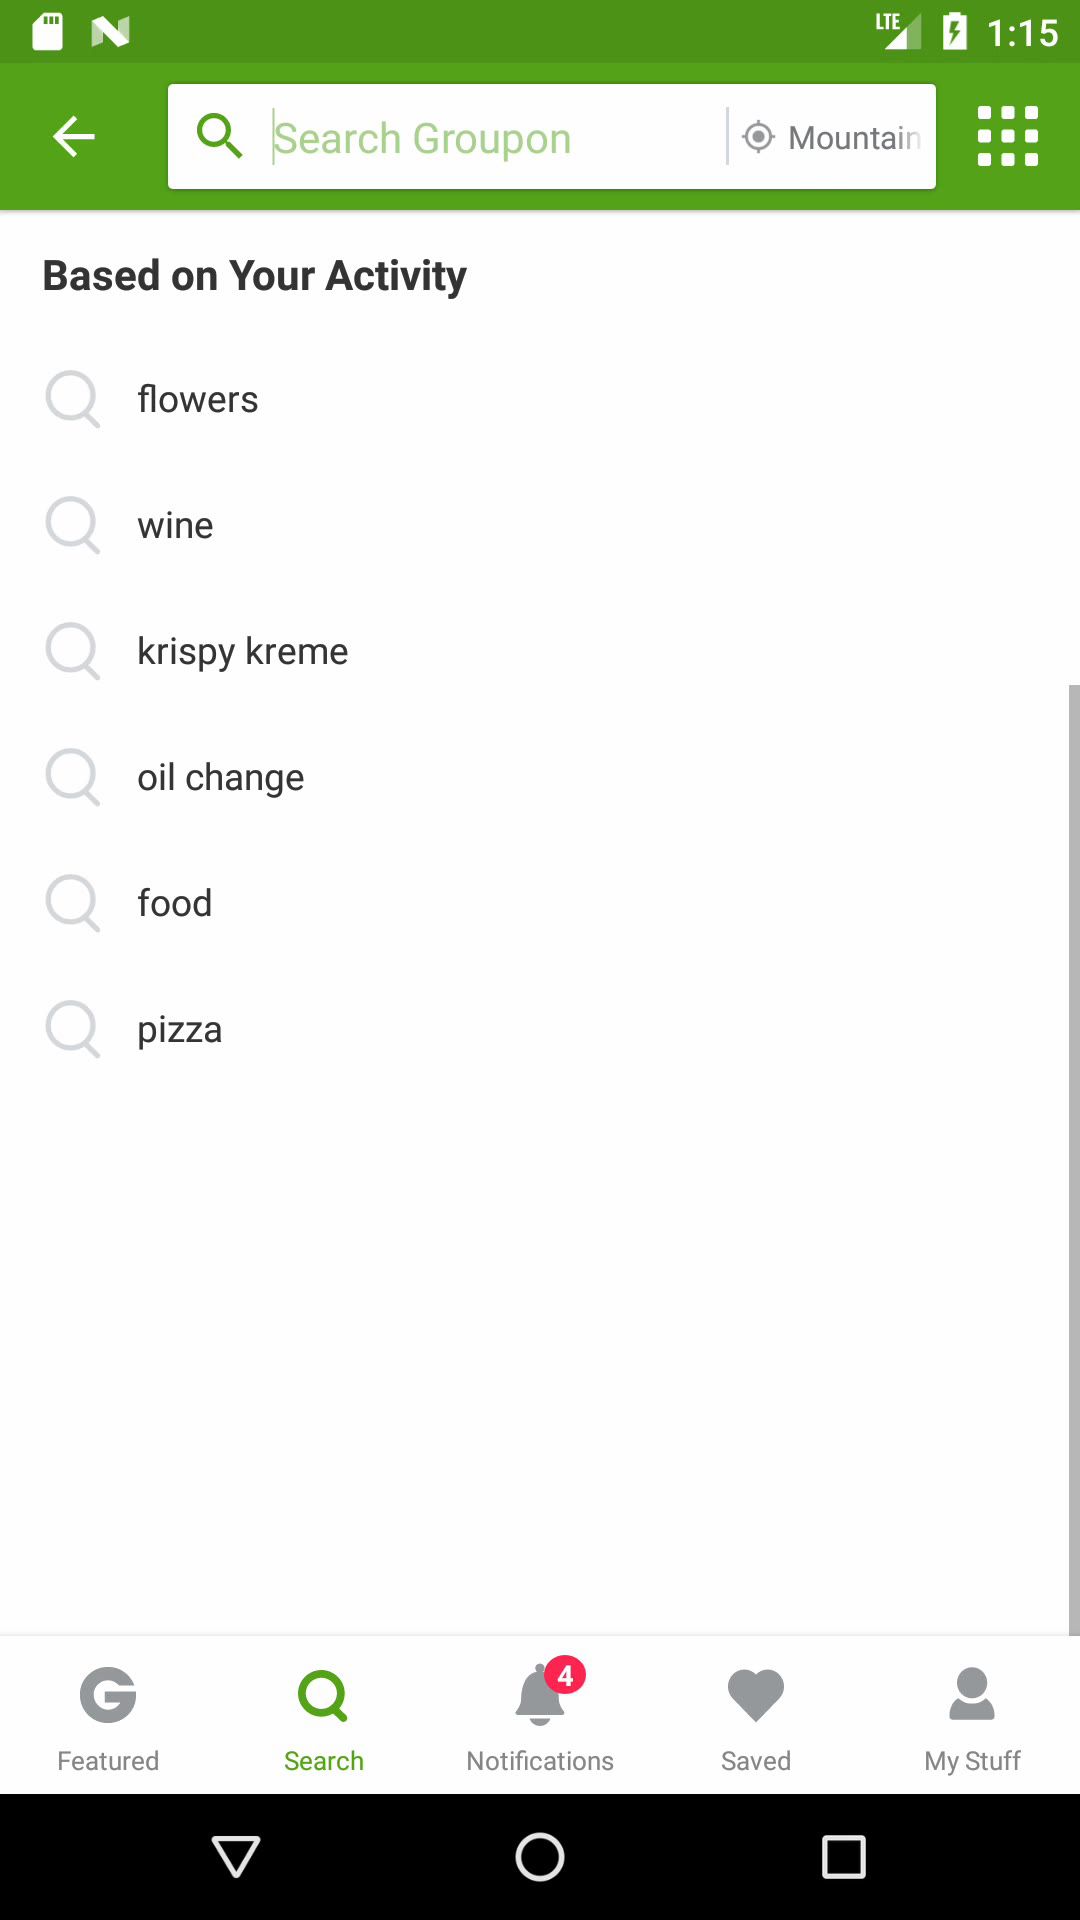 LTE 1:15
Search Groupon Mountain
Based on Your Activity
flowers
wine
krispy kreme
oil change
food
pizza
4
Featured Search Notifications Saved My Stuff